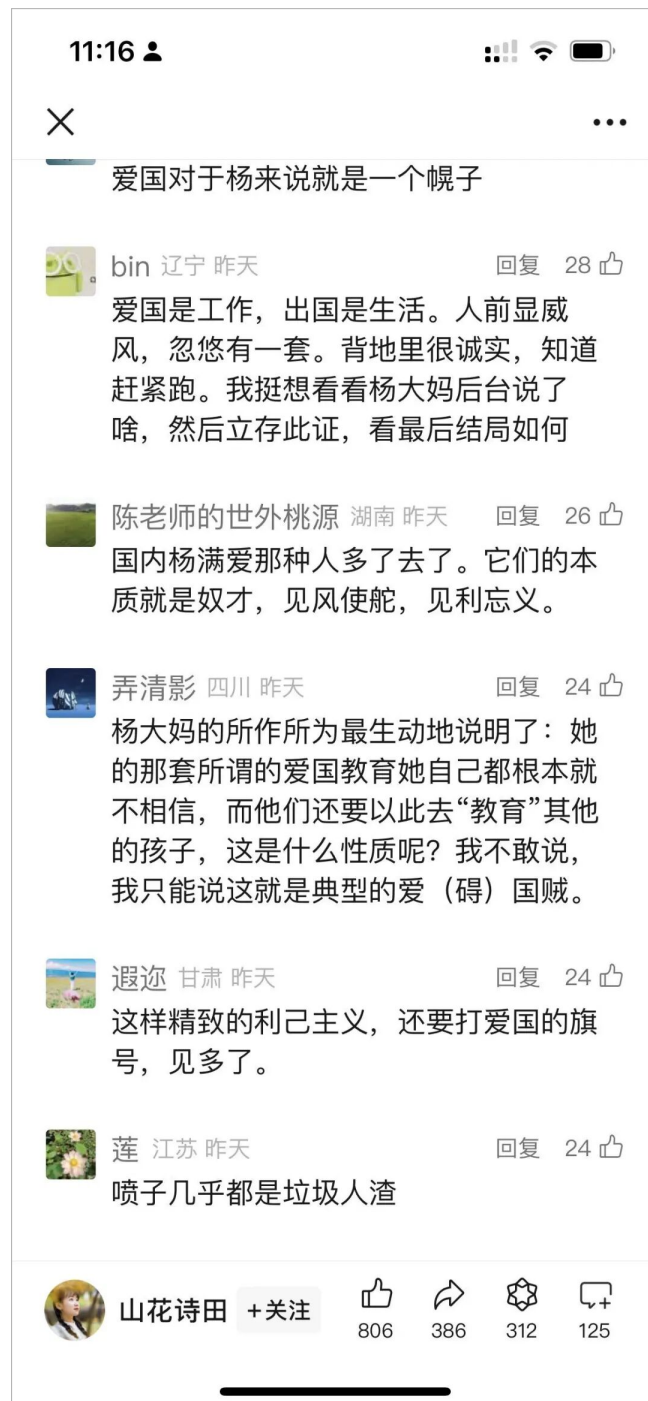 11:16
爱国对于杨来说就是一个幌子
bin 辽宁 昨天 回复 28
爱国是工作，出国是生活。人前显威
风，忽悠有一套。背地里很诚实，知道
赶紧跑。我挺想看看杨大妈后台说了
啥，然后立存此证，看最后结局如何
陈老师的世外桃源 湖南 昨天 回复 26
国内杨满爱那种人多了去了。它们的本
质就是奴才，见风使舵，见利忘义。
弄清影 四川 昨天 回复 24
杨大妈的所作所为最生动地说明了：她
的那套所谓的爱国教育她自己都根本就
不相信，而他们还要以此去“教育”其他
的孩子，这是什么性质呢？我不敢说，
我只能说这就是典型的爱（碍）国贼。
遐迩 甘肃 昨天 回复 24
这样精致的利己主义，还要打爱国的旗
号，见多了。
莲 江苏 昨天 回复 24
喷子几乎都是垃圾人渣
山花诗田 +关注 806 386 312 125